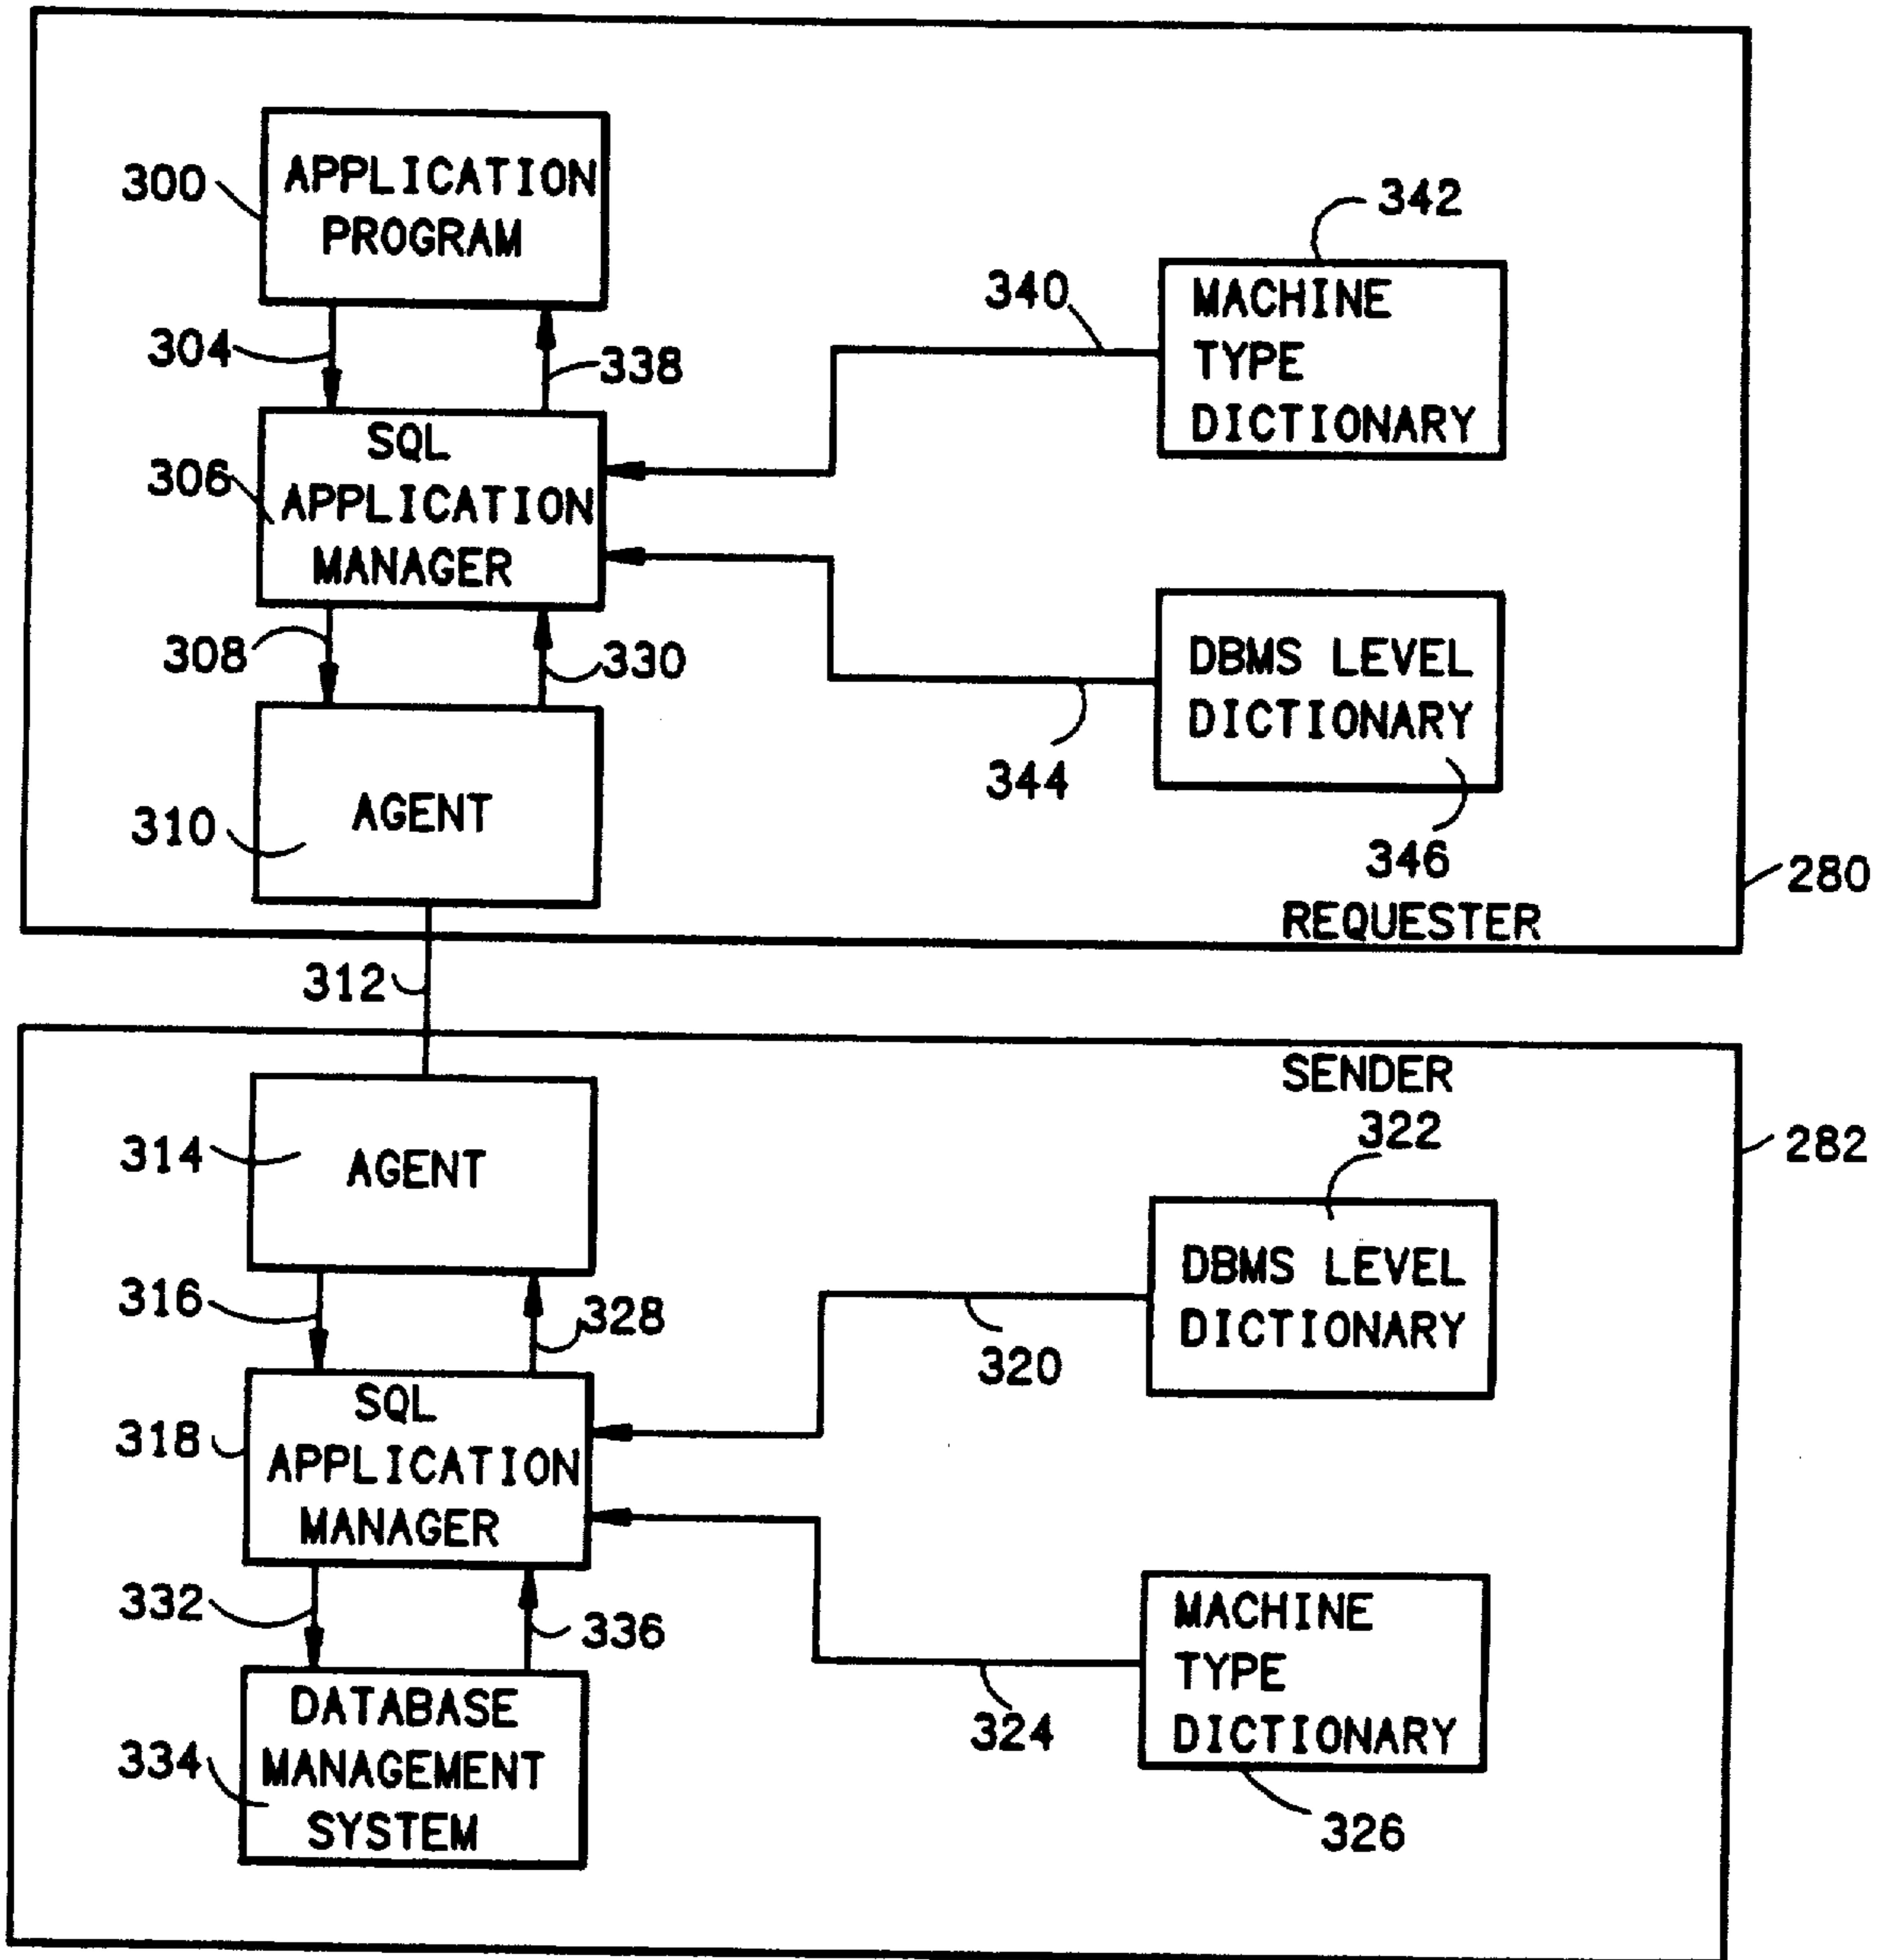 300
APPLICATION
PROGRAM
342
304
338
340
MACHINE
TYPE
DICTIONARY
306
SQL
APPLICATION
MANAGER
308
330
DBMS LEVEL
DICTIONARY
344
310
AGENT
346
280
REQUESTER
312
SENDER
322
282
314
AGENT
316
328
DBMS LEVEL
DICTIONARY
320
318
SQL
APPLICATION
MANAGER
332
336
MACHINE
TYPE
DICTIONARY
324
334
DATABASE
MANAGEMENT
SYSTEM
326